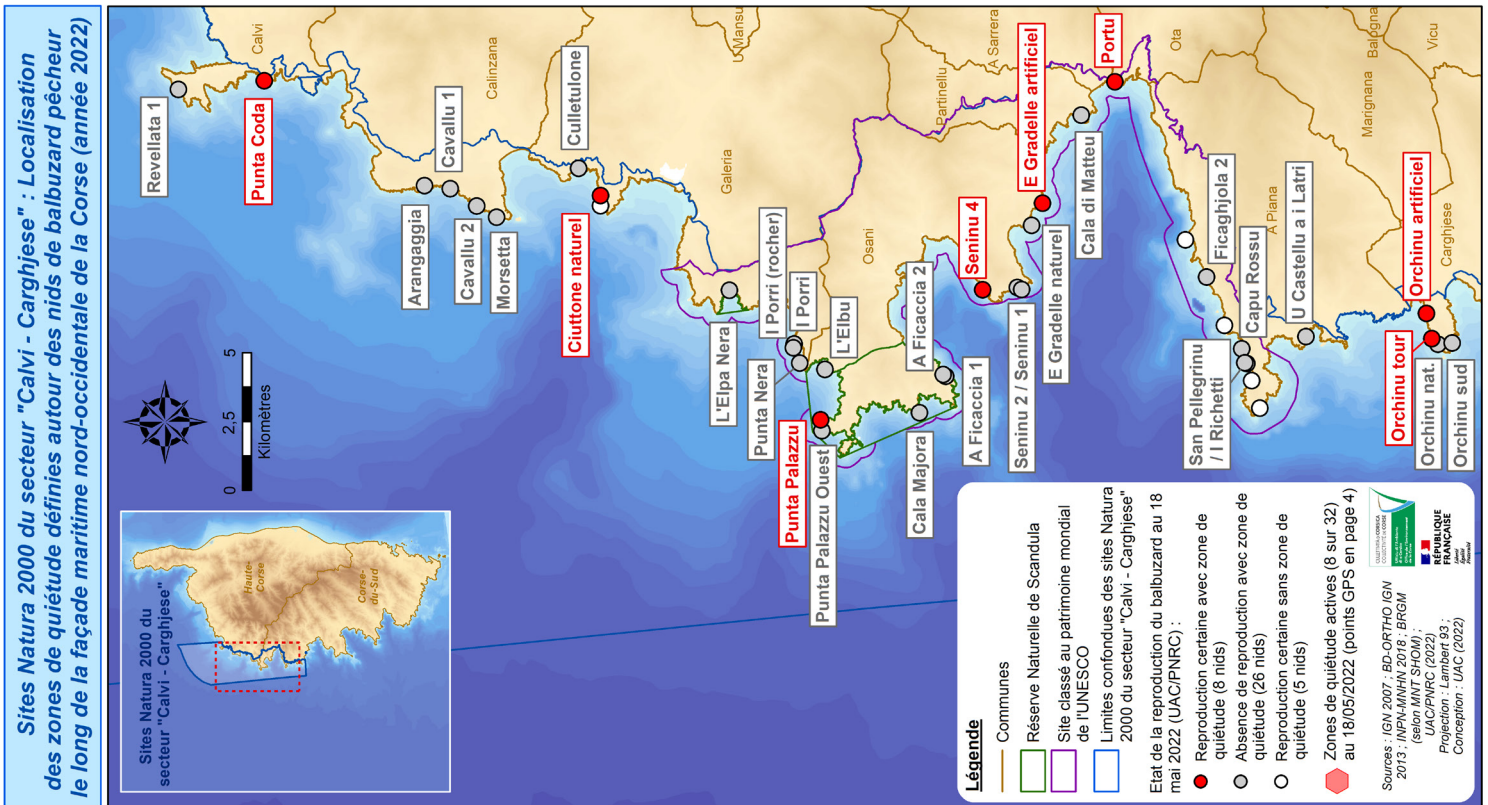 Sites Natura 2000 du secteur "Calvi - Carghjese" : Localisation
des zones de quiétude définies autour des nids de balbuzard pêcheur
le long de la façade maritime nord-occidentale de la Corse (année 2022)
Sites Natura 2000 du
secteur "Calvi - Carghjese"
Haute-
Corse
Corse-
du-Sud
0
2,5
5
Kilomètres
Revellata 1
Calvi
Punta Coda
Calinzana
Arangaggia
Cavallu 1
Cavallu 2
Morsetta
Culletulone
Ciuttone naturel
U Mansu
Galeria
L'Elpa Nera
Punta Nera
I Porri (rocher)
I Porri
L'Elbu
Punta Palazzu
Punta Palazzu Ouest
Osani
Partinellu
A Sarrera
Cala Majora
A Ficaccia 2
A Ficaccia 1
Seninu 4
Seninu 2 / Seninu 1
E Gradelle naturel
E Gradelle artificiel
Cala di Matteu
Portu
Ota
Ficaghjola 2
Capu Rossu
San Pellegrinu
/ I Richetti
A Piana
U Castellu a i Latri
Marignana
Balogna
Vicu
Carghjese
Orchinu artificiel
Orchinu tour
Orchinu nat.
Orchinu sud
Légende
Communes
Réserve Naturelle de Scandula
Site classé au patrimoine mondial
de l'UNESCO
Limites confondues des sites Natura
2000 du secteur "Calvi - Carghjese"
Etat de la reproduction du balbuzard au 18
mai 2022 (UAC/PNRC) :
Reproduction certaine avec zone de
quiétude (8 nids)
Absence de reproduction avec zone de
quiétude (26 nids)
Reproduction certaine sans zone de
quiétude (5 nids)
Zones de quiétude actives (8 sur 32)
au 18/05/2022 (points GPS en page 4)
Sources : IGN 2007 ; BD-ORTHO IGN
2013 ; INPN-MNHN 2018 ; BRGM
(selon MNT SHOM) ;
UAC/PNRC (2022)
Projection : Lambert 93 ;
Conception : UAC (2022)
RÉPUBLIQUE
FRANÇAISE
Liberté
Égalité
Fraternité